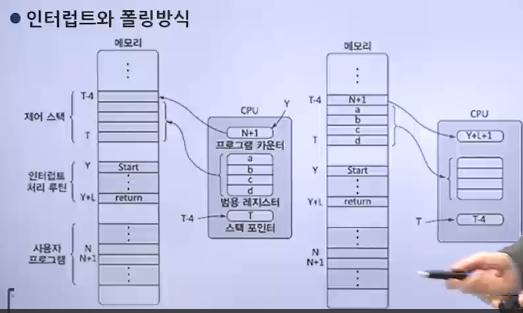 • 인터럽트와 폴링방식
메모리
T-4
제어 스택
T
인터럽트
처리 루틴
Y
Start
Y+L
return
사용자
프로그램
N
N+1
CPU
Y
N+1
프로그램 카운터
a
b
c
d
범용 레지스터
T-4
T
스택 포인터
메모리
T-4
N+1
a
b
c
d
T
Y
Start
Y+L
return
N
N+1
CPU
Y+L+1
T
T-4